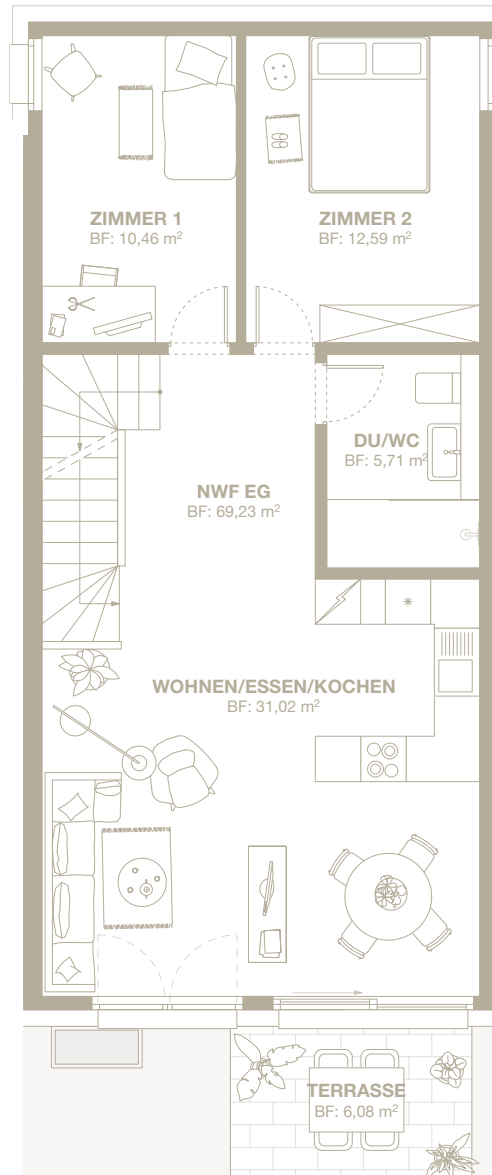 ZIMMER 1
BF: 10,46 m²
ZIMMER 2
BF: 12,59 m²
DU/WC
BF: 5,71 m²
NWF EG
BF: 69,23 m²
WOHNEN/ESSEN/KOCHEN
BF: 31,02 m²
TERRASSE
BF: 6,08 m²